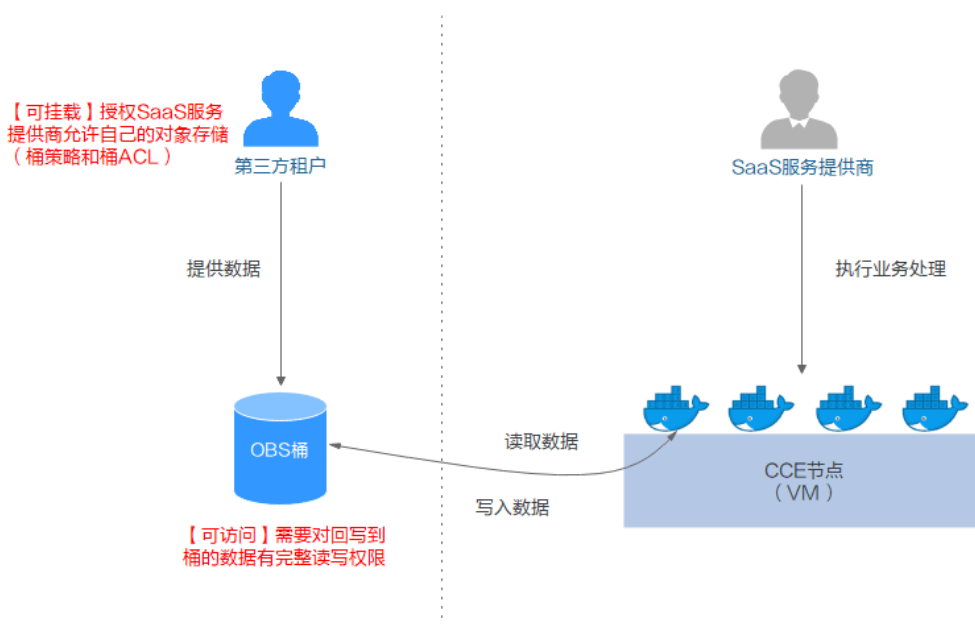 【可挂载】授权SaaS服务
提供商允许自己的对象存储
（桶策略和桶ACL）
第三方租户
SaaS服务提供商
提供数据
执行业务处理
OBS桶
读取数据
写入数据
CCE节点
（VM）
【可访问】需要对回写到
桶的数据有完整读写权限